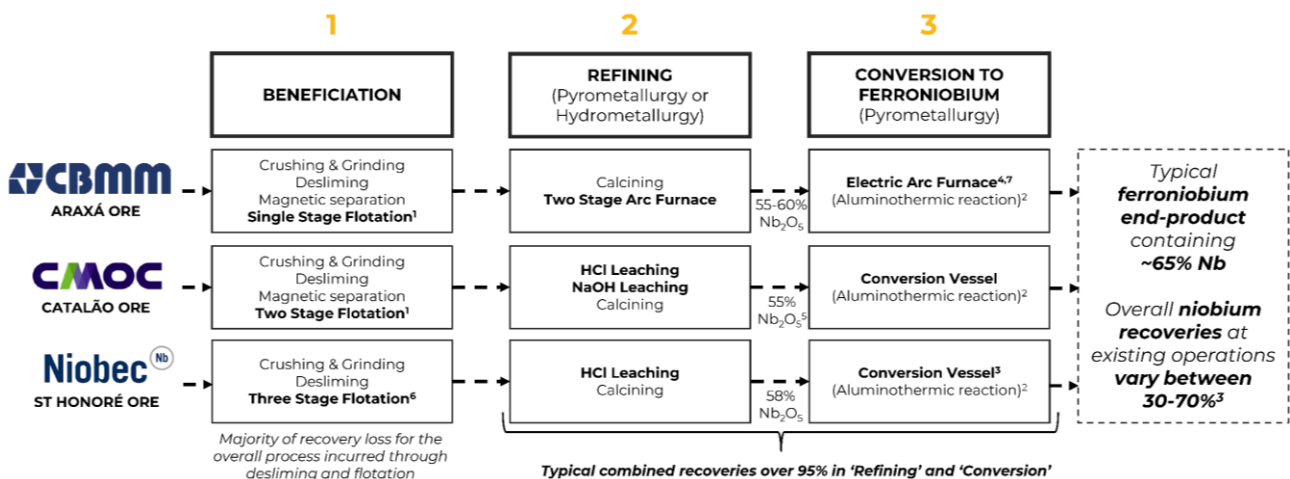 1
2
3
BENEFICIATION
REFINING
(Pyrometallurgy or
Hydrometallurgy)
CONVERSION TO
FERRONIOBIUM
(Pyrometallurgy)
CBMM
ARAXÁ ORE
Crushing & Grinding
Desliming
Magnetic separation
Single Stage Flotation¹
Calcining
Two Stage Arc Furnace
55-60%
Nb₂O₅
Electric Arc Furnace⁴˒⁷
(Aluminothermic reaction)²
CMOC
CATALÃO ORE
Crushing & Grinding
Desliming
Magnetic separation
Two Stage Flotation¹
HCl Leaching
NaOH Leaching
Calcining
55%
Nb₂O₅⁵
Conversion Vessel
(Aluminothermic reaction)²
Niobec Nb
ST HONORÉ ORE
Crushing & Grinding
Desliming
Three Stage Flotation⁶
HCl Leaching
Calcining
58%
Nb₂O₅
Conversion Vessel³
(Aluminothermic reaction)²
Typical
ferroniobium
end-product
containing
~65% Nb
Overall niobium
recoveries at
existing operations
vary between
30-70%³
Majority of recovery loss for the
overall process incurred through
desliming and flotation
Typical combined recoveries over 95% in ‘Refining’ and ‘Conversion’